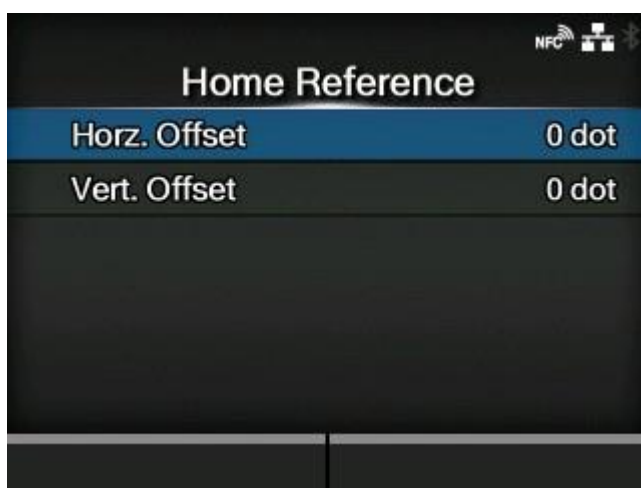 NFC
Home Reference
Horz. Offset 0 dot
Vert. Offset 0 dot